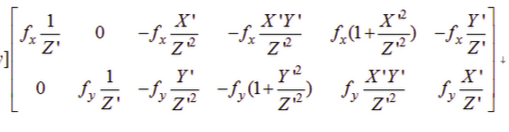 y] [ f_x 1/Z' 0 -f_x X'/Z'^2 -f_x X'Y'/Z'^2 f_x(1+X'^2/Z'^2) -f_x Y'/Z'
0 f_y 1/Z' -f_y Y'/Z'^2 -f_y(1+Y'^2/Z'^2) f_y X'Y'/Z'^2 f_y X'/Z' ]